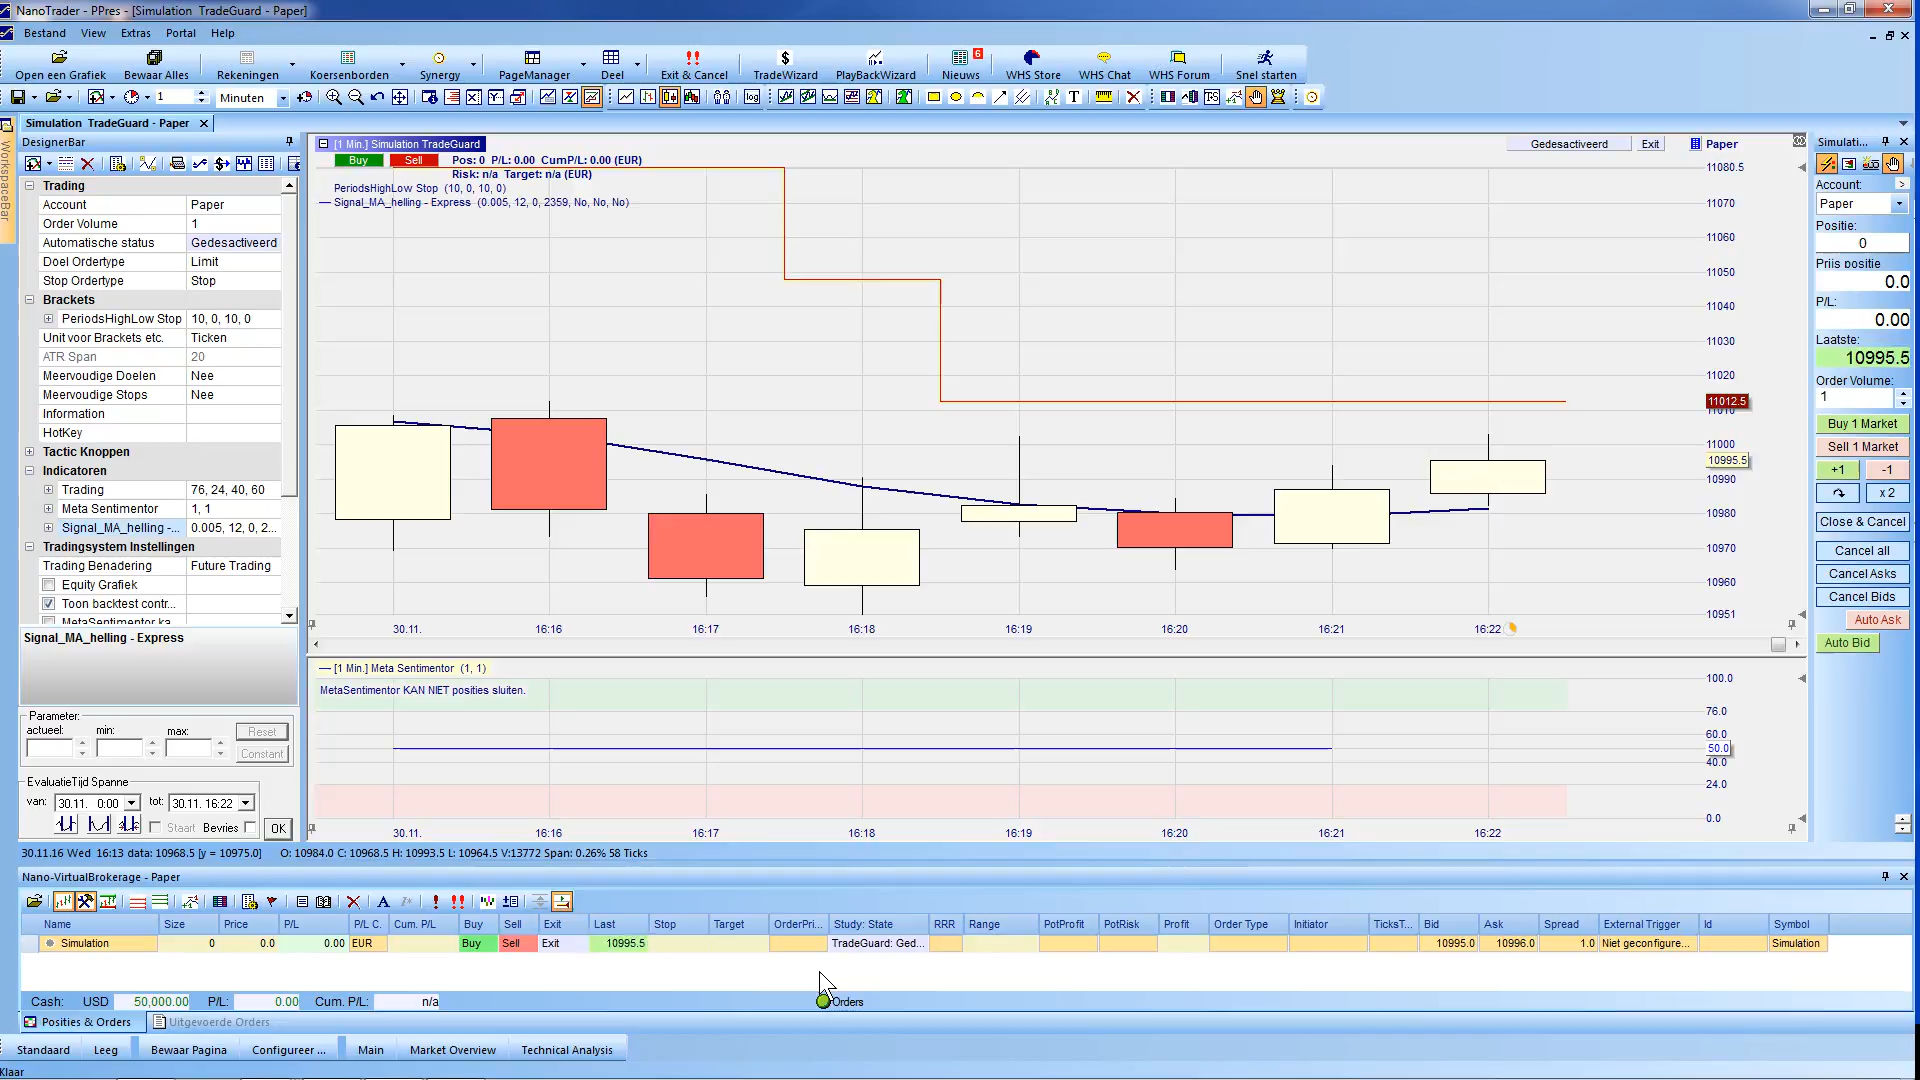 NanoTrader - PPres - [Simulation TradeGuard - Paper]
Bestand View Extras Portal Help
Open een Grafiek Bewaar Alles Rekeningen Koersenborden Synergy PageManager Deel Exit & Cancel TradeWizard PlayBackWizard Nieuws 6 WHS Store WHS Chat WHS Forum Snel starten
1 Minuten
Simulation TradeGuard - Paper
WorkspaceBar
DesignerBar
Trading
Account Paper
Order Volume 1
Automatische status Gedesactiveerd
Doel Ordertype Limit
Stop Ordertype Stop
Brackets
PeriodsHighLow Stop 10, 0, 10, 0
Unit voor Brackets etc. Ticken
ATR Span 20
Meervoudige Doelen Nee
Meervoudige Stops Nee
Information
HotKey
Tactic Knoppen
Indicatoren
Trading 76, 24, 40, 60
Meta Sentimentor 1, 1
Signal_MA_helling -... 0.005, 12, 0, 2...
Tradingsystem Instellingen
Trading Benadering Future Trading
Equity Grafiek
Toon backtest contr...
MetaSentimentor ka...
Signal_MA_helling - Express
Parameter:
actueel: min: max: Reset
Constant
EvaluatieTijd Spanne
van: 30.11. 0:00 tot: 30.11. 16:22
Staart Bevries OK
[1 Min.] Simulation TradeGuard Gedesactiveerd Exit Paper
Buy Sell Pos: 0 P/L: 0.00 CumP/L: 0.00 (EUR)
Risk: n/a Target: n/a (EUR)
PeriodsHighLow Stop (10, 0, 10, 0)
Signal_MA_helling - Express (0.005, 12, 0, 2359, No, No, No)
11080.5
11070
11060
11050
11040
11030
11020
11012.5
11010
11000
10995.5
10990
10980
10970
10960
10951
30.11. 16:16 16:17 16:18 16:19 16:20 16:21 16:22
[1 Min.] Meta Sentimentor (1, 1)
MetaSentimentor KAN NIET posities sluiten.
100.0
76.0
60.0
50.0
40.0
24.0
0.0
30.11. 16:16 16:17 16:18 16:19 16:20 16:21 16:22
Simulati...
Account:
Paper
Positie:
0
Prijs positie
0.0
P/L:
0.00
Laatste:
10995.5
Order Volume:
1
Buy 1 Market
Sell 1 Market
+1 -1
x 2
Close & Cancel
Cancel all
Cancel Asks
Cancel Bids
Auto Ask
Auto Bid
30.11.16 Wed 16:13 data: 10968.5 [y = 10975.0] O: 10984.0 C: 10968.5 H: 10993.5 L: 10964.5 V:13772 Span: 0.26% 58 Ticks
Nano-VirtualBrokerage - Paper
Name Size Price P/L P/L C. Cum. P/L Buy Sell Exit Last Stop Target OrderPri... Study: State RRR Range PotProfit PotRisk Profit Order Type Initiator TicksT... Bid Ask Spread External Trigger Id Symbol
Simulation 0 0.0 0.00 EUR Buy Sell Exit 10995.5 TradeGuard: Ged... 10995.0 10996.0 1.0 Niet geconfigure... Simulation
Cash: USD 50,000.00 P/L: 0.00 Cum. P/L: n/a Orders
Posities & Orders Uitgevoerde Orders
Standaard Leeg Bewaar Pagina Configureer ... Main Market Overview Technical Analysis
Klaar